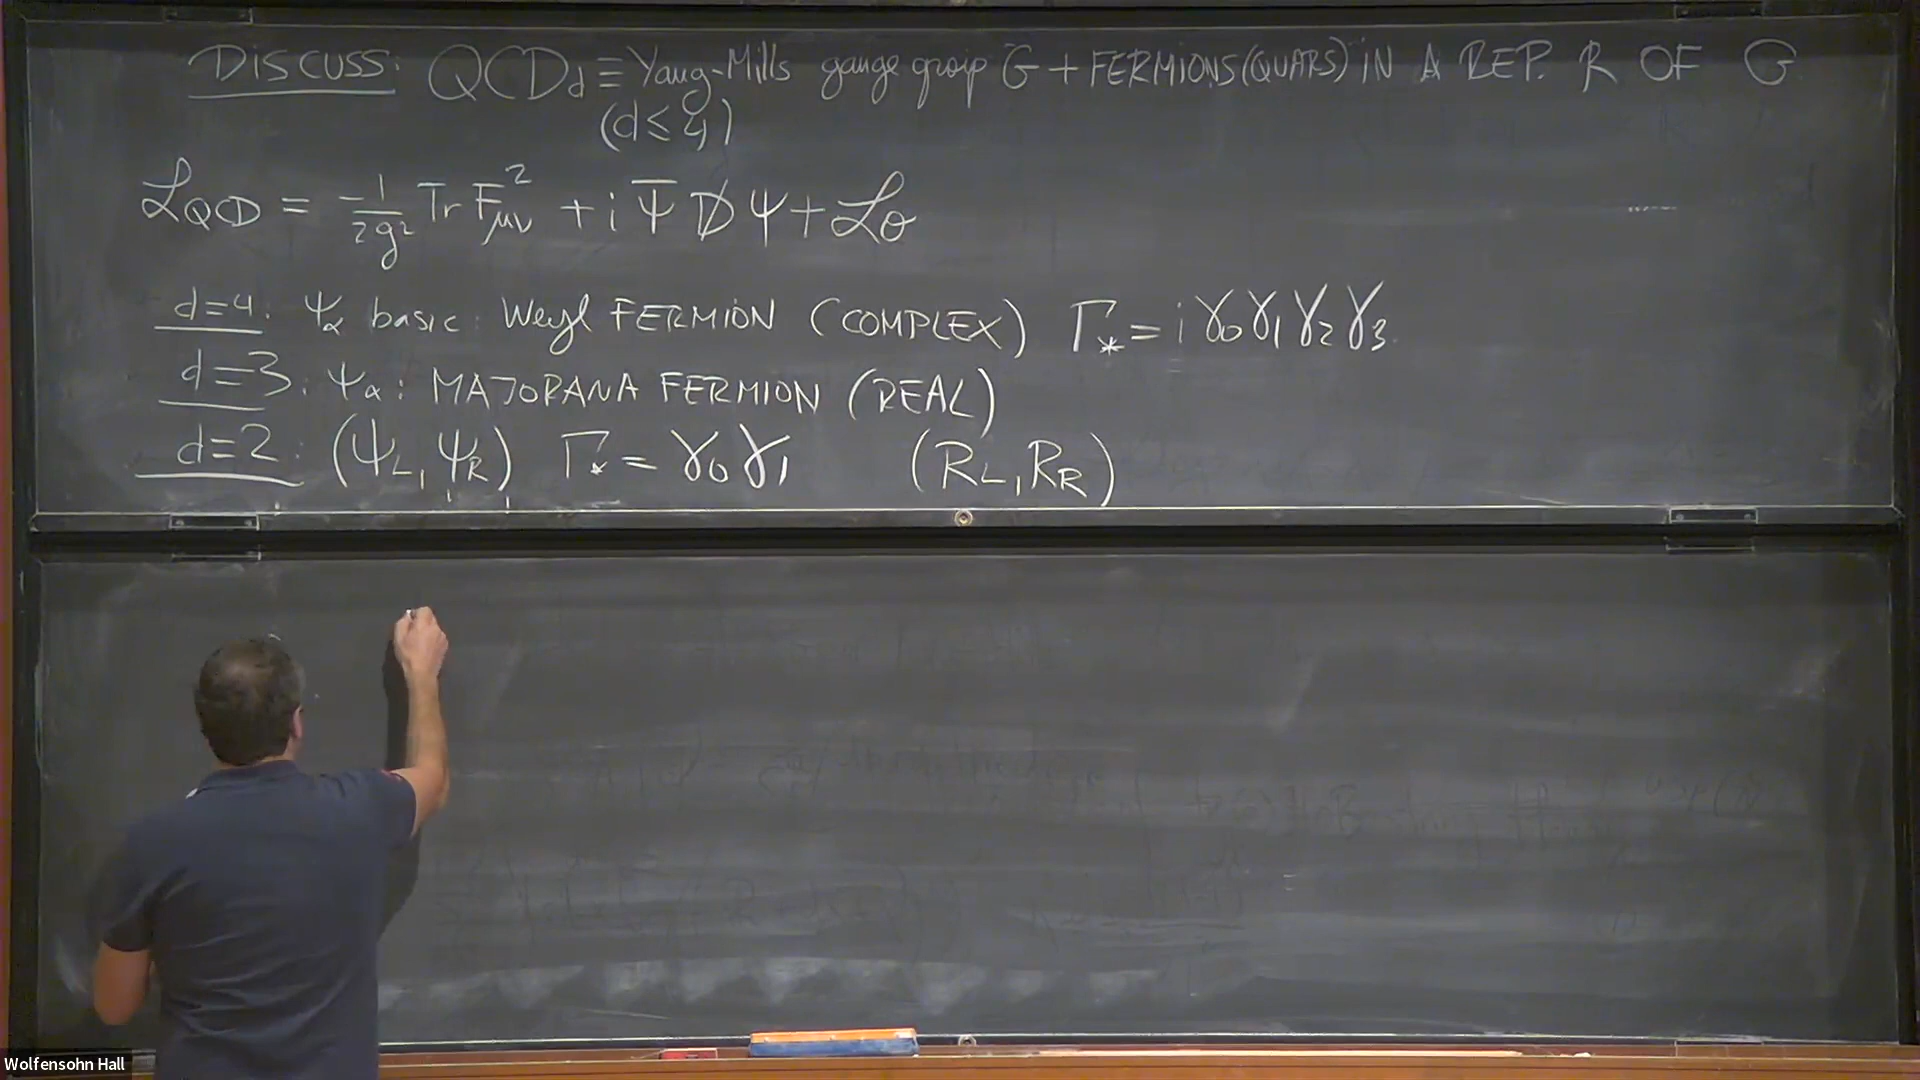 DISCUSS: QCD_d ≡ Yang-Mills gauge group G + FERMIONS(QUARS) IN A REP. R OF G
(d ≤ 4)
ℒ_QCD = -1/2g² Tr F_μν² + i Ψ̄ D̸ Ψ + ℒ_θ
d=4: ψ_α basic: Weyl FERMION (COMPLEX) Γ_* = i γ_0 γ_1 γ_2 γ_3
d=3: ψ_α: MAJORANA FERMION (REAL)
d=2: (ψ_L, ψ_R) Γ_* = γ_0 γ_1 (R_L, R_R)
Wolfensohn Hall